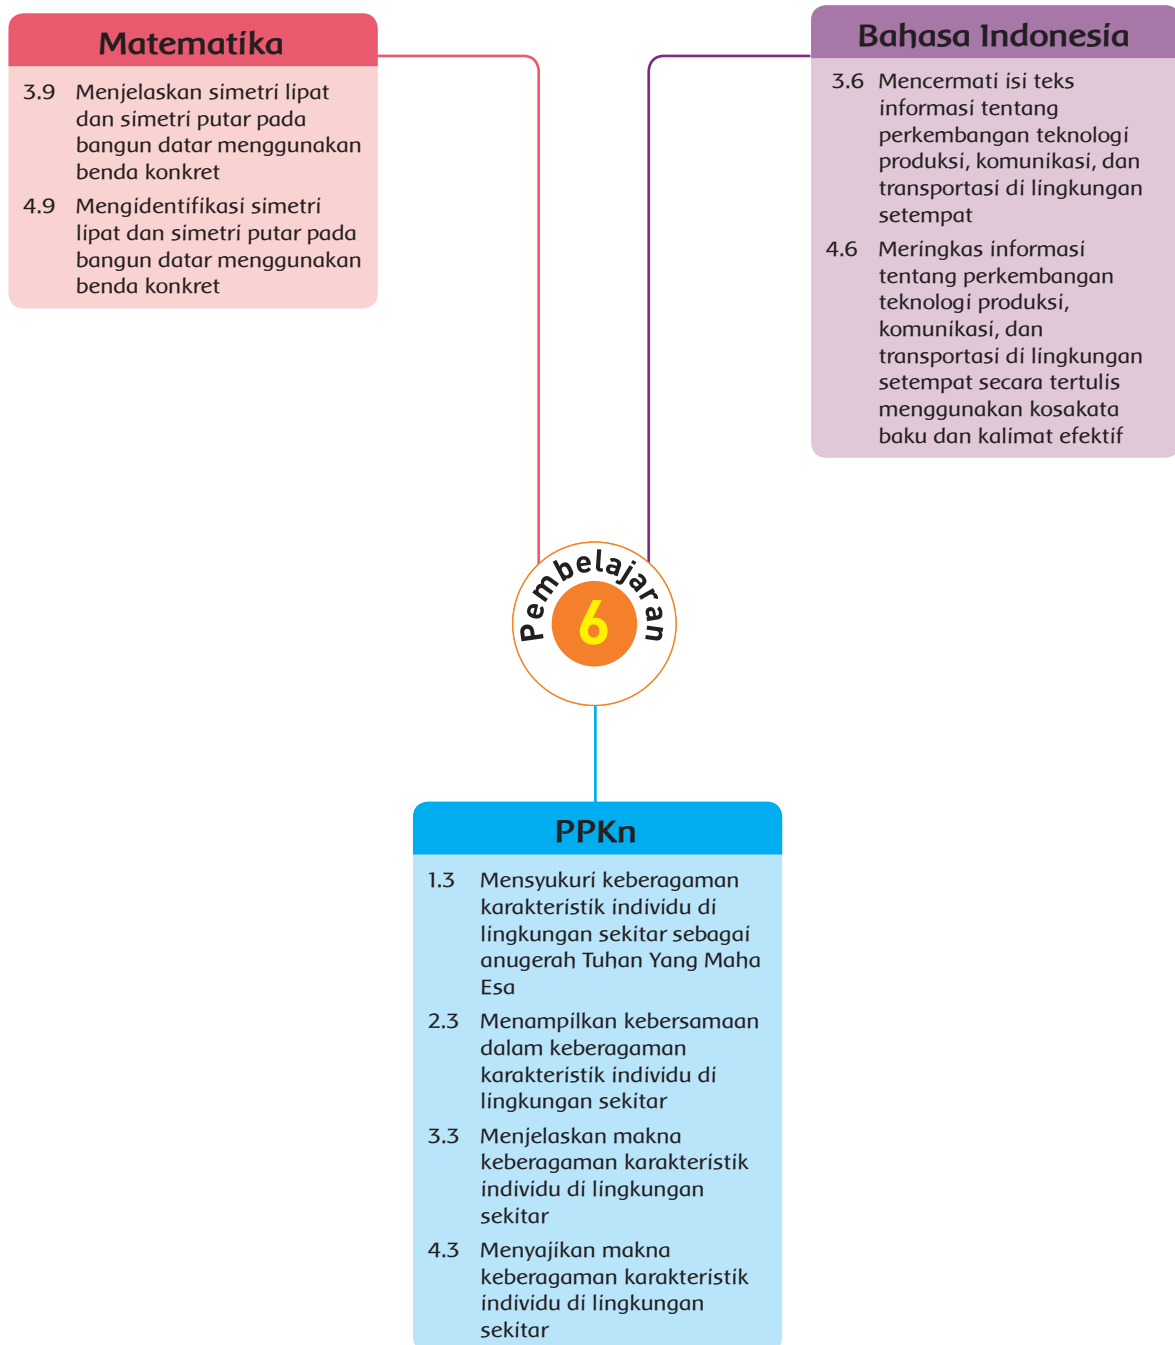 Matematika
3.9 Menjelaskan simetri lipat
dan simetri putar pada
bangun datar menggunakan
benda konkret
4.9 Mengidentifikasi simetri
lipat dan simetri putar pada
bangun datar menggunakan
benda konkret
Bahasa Indonesia
3.6 Mencermati isi teks
informasi tentang
perkembangan teknologi
produksi, komunikasi, dan
transportasi di lingkungan
setempat
4.6 Meringkas informasi
tentang perkembangan
teknologi produksi,
komunikasi, dan
transportasi di lingkungan
setempat secara tertulis
menggunakan kosakata
baku dan kalimat efektif
Pembelajaran
6
PPKn
1.3 Mensyukuri keberagaman
karakteristik individu di
lingkungan sekitar sebagai
anugerah Tuhan Yang Maha
Esa
2.3 Menampilkan kebersamaan
dalam keberagaman
karakteristik individu di
lingkungan sekitar
3.3 Menjelaskan makna
keberagaman karakteristik
individu di lingkungan
sekitar
4.3 Menyajikan makna
keberagaman karakteristik
individu di lingkungan
sekitar